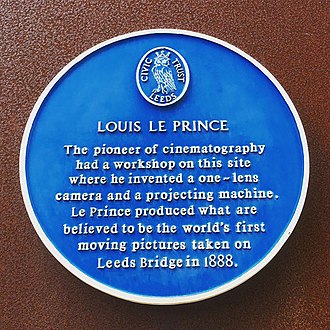 CIVIC TRUST
LEEDS
LOUIS LE PRINCE
The pioneer of cinematography
had a workshop on this site
where he invented a one-lens
camera and a projecting machine.
Le Prince produced what are
believed to be the world's first
moving pictures taken on
Leeds Bridge in 1888.